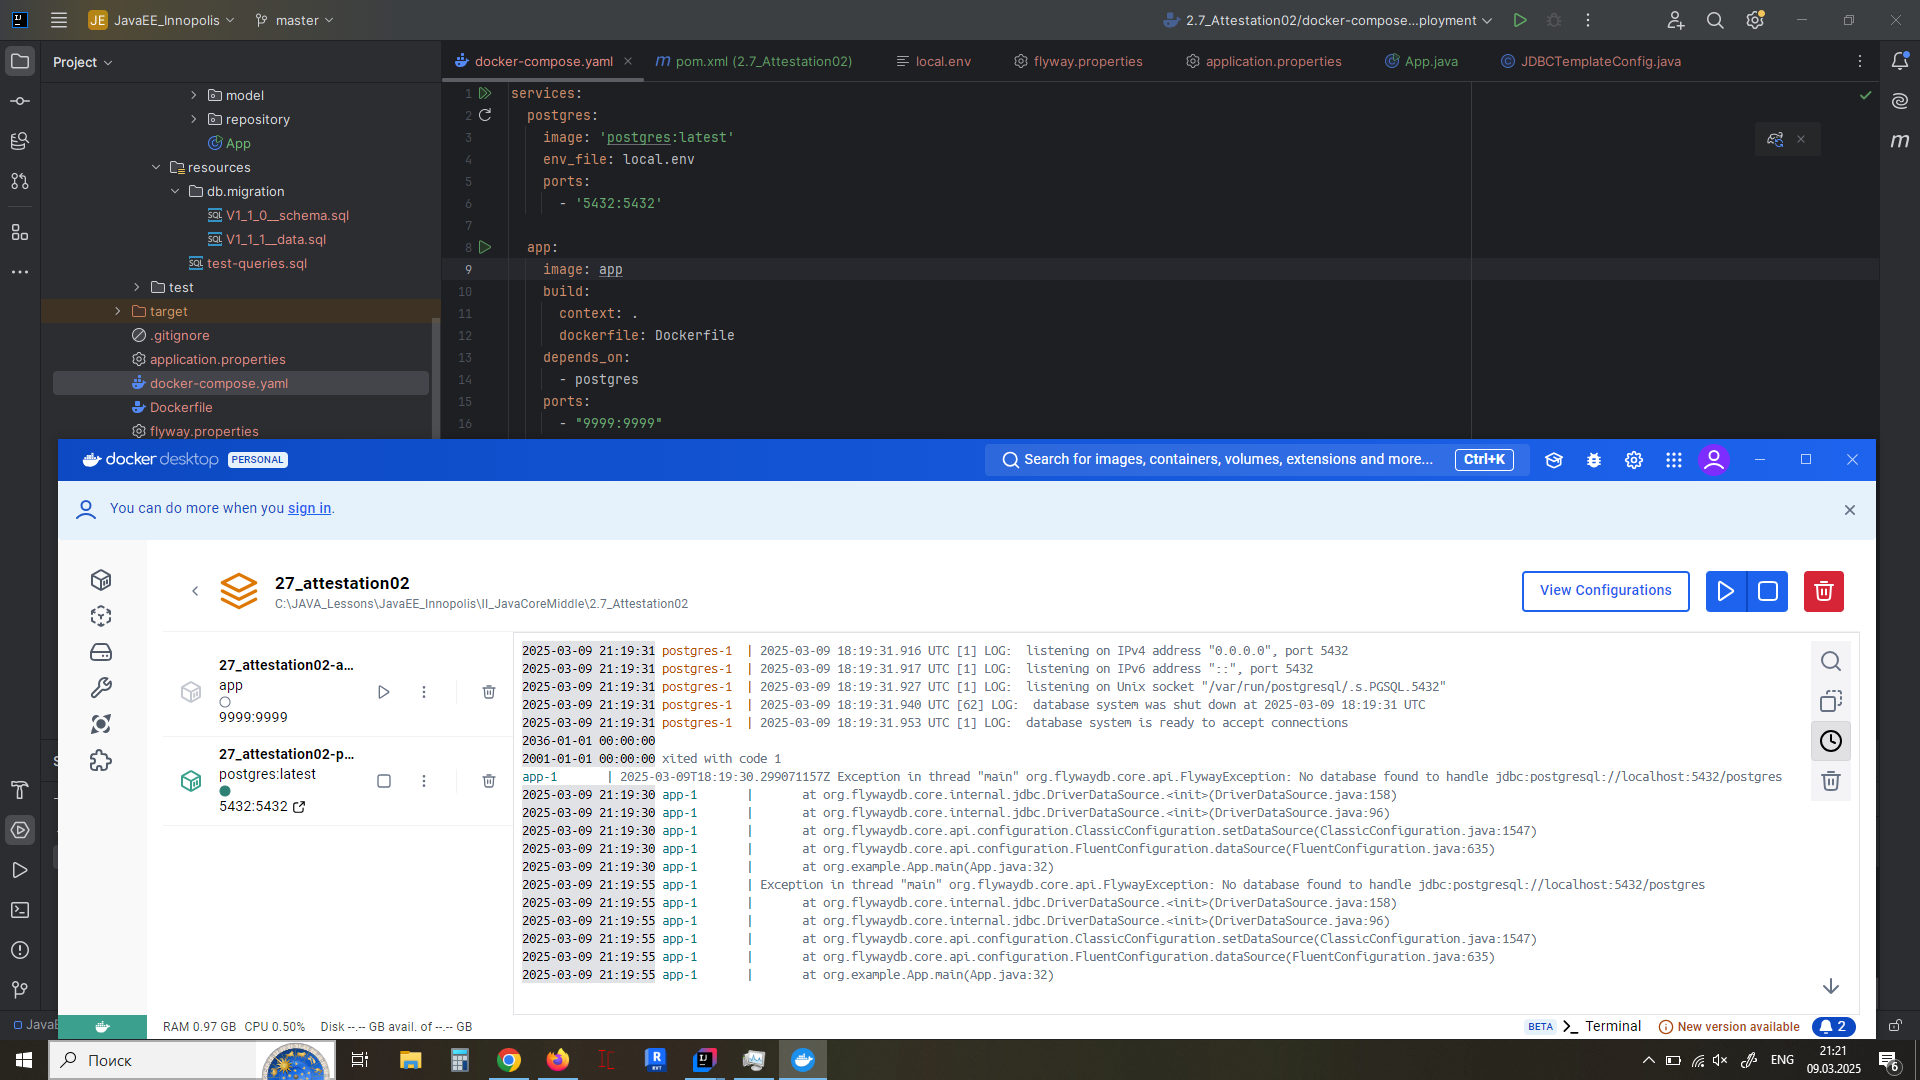 JE JavaEE_Innopolis master 2.7_Attestation02/docker-compose...ployment
Project
docker-compose.yaml pom.xml (2.7_Attestation02) local.env flyway.properties application.properties App.java JDBCTemplateConfig.java
model
repository
App
resources
db.migration
V1_1_0__schema.sql
V1_1_1__data.sql
test-queries.sql
test
target
.gitignore
application.properties
docker-compose.yaml
Dockerfile
flyway.properties
1 services:
2 postgres:
3 image: 'postgres:latest'
4 env_file: local.env
5 ports:
6 - '5432:5432'
7
8 app:
9 image: app
10 build:
11 context: .
12 dockerfile: Dockerfile
13 depends_on:
14 - postgres
15 ports:
16 - "9999:9999"
docker desktop PERSONAL Search for images, containers, volumes, extensions and more... Ctrl+K
You can do more when you sign in.
27_attestation02
C:\JAVA_Lessons\JavaEE_Innopolis\II_JavaCoreMiddle\2.7_Attestation02
View Configurations
27_attestation02-a...
app
9999:9999
27_attestation02-p...
postgres:latest
5432:5432
2025-03-09 21:19:31 postgres-1 | 2025-03-09 18:19:31.916 UTC [1] LOG: listening on IPv4 address "0.0.0.0", port 5432
2025-03-09 21:19:31 postgres-1 | 2025-03-09 18:19:31.917 UTC [1] LOG: listening on IPv6 address "::", port 5432
2025-03-09 21:19:31 postgres-1 | 2025-03-09 18:19:31.927 UTC [1] LOG: listening on Unix socket "/var/run/postgresql/.s.PGSQL.5432"
2025-03-09 21:19:31 postgres-1 | 2025-03-09 18:19:31.940 UTC [62] LOG: database system was shut down at 2025-03-09 18:19:31 UTC
2025-03-09 21:19:31 postgres-1 | 2025-03-09 18:19:31.953 UTC [1] LOG: database system is ready to accept connections
2036-01-01 00:00:00
2001-01-01 00:00:00 xited with code 1
app-1 | 2025-03-09T18:19:30.299071157Z Exception in thread "main" org.flywaydb.core.api.FlywayException: No database found to handle jdbc:postgresql://localhost:5432/postgres
2025-03-09 21:19:30 app-1 | at org.flywaydb.core.internal.jdbc.DriverDataSource.<init>(DriverDataSource.java:158)
2025-03-09 21:19:30 app-1 | at org.flywaydb.core.internal.jdbc.DriverDataSource.<init>(DriverDataSource.java:96)
2025-03-09 21:19:30 app-1 | at org.flywaydb.core.api.configuration.ClassicConfiguration.setDataSource(ClassicConfiguration.java:1547)
2025-03-09 21:19:30 app-1 | at org.flywaydb.core.api.configuration.FluentConfiguration.dataSource(FluentConfiguration.java:635)
2025-03-09 21:19:30 app-1 | at org.example.App.main(App.java:32)
2025-03-09 21:19:55 app-1 | Exception in thread "main" org.flywaydb.core.api.FlywayException: No database found to handle jdbc:postgresql://localhost:5432/postgres
2025-03-09 21:19:55 app-1 | at org.flywaydb.core.internal.jdbc.DriverDataSource.<init>(DriverDataSource.java:158)
2025-03-09 21:19:55 app-1 | at org.flywaydb.core.internal.jdbc.DriverDataSource.<init>(DriverDataSource.java:96)
2025-03-09 21:19:55 app-1 | at org.flywaydb.core.api.configuration.ClassicConfiguration.setDataSource(ClassicConfiguration.java:1547)
2025-03-09 21:19:55 app-1 | at org.flywaydb.core.api.configuration.FluentConfiguration.dataSource(FluentConfiguration.java:635)
2025-03-09 21:19:55 app-1 | at org.example.App.main(App.java:32)
RAM 0.97 GB CPU 0.50% Disk --.-- GB avail. of --.-- GB BETA Terminal New version available 2
Поиск
ENG
21:21
09.03.2025
6